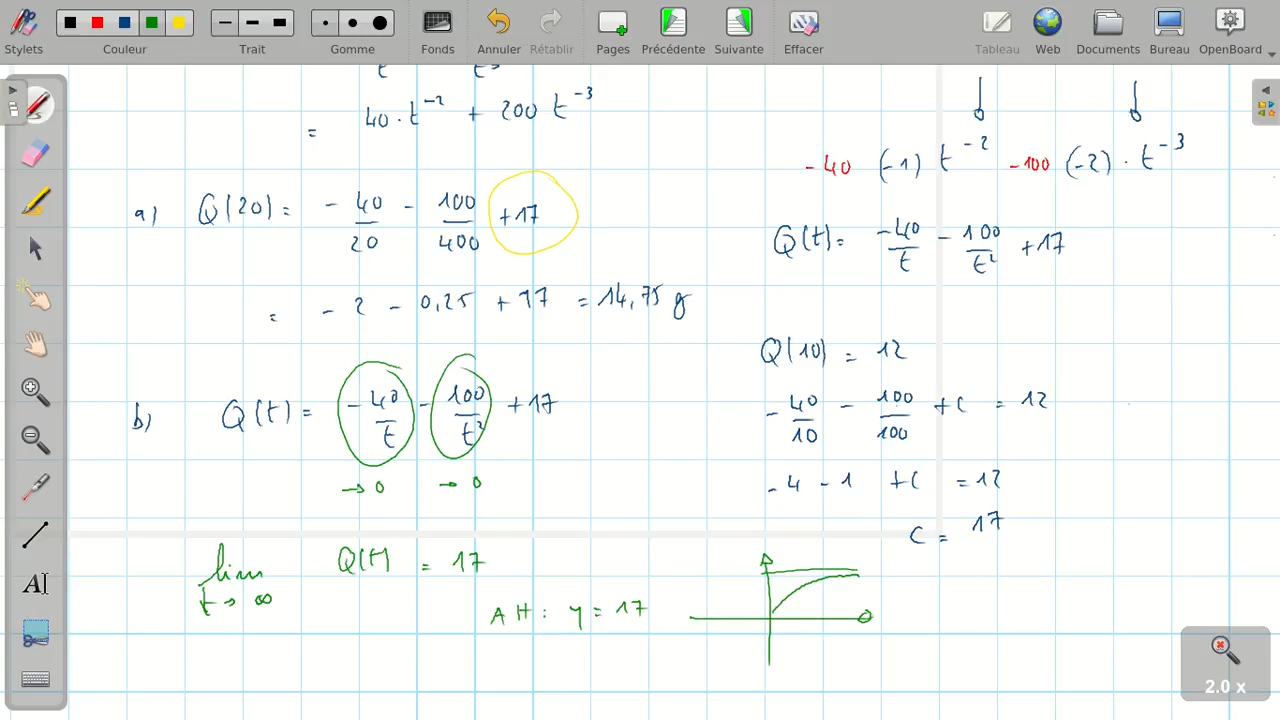 Stylets Couleur Trait Gomme Fonds Annuler Rétablir Pages Précédente Suivante Effacer Tableau Web Documents Bureau OpenBoard
t t³
= 40 · t⁻² + 200 t⁻³
a) Q(20) = - 40/20 - 100/400 + 17
= - 2 - 0,25 + 17 = 14,75 g
b) Q(t) = - 40/t - 100/t² + 17
→ 0 → 0
lim t → ∞ Q(t) = 17
AH : y = 17
- 40 (-1) t⁻² - 100 (-2) · t⁻³
Q(t) = -40/t - 100/t² + 17
Q(10) = 12
- 40/10 - 100/100 + C = 12
- 4 - 1 + C = 12
C = 17
AI
2.0 x